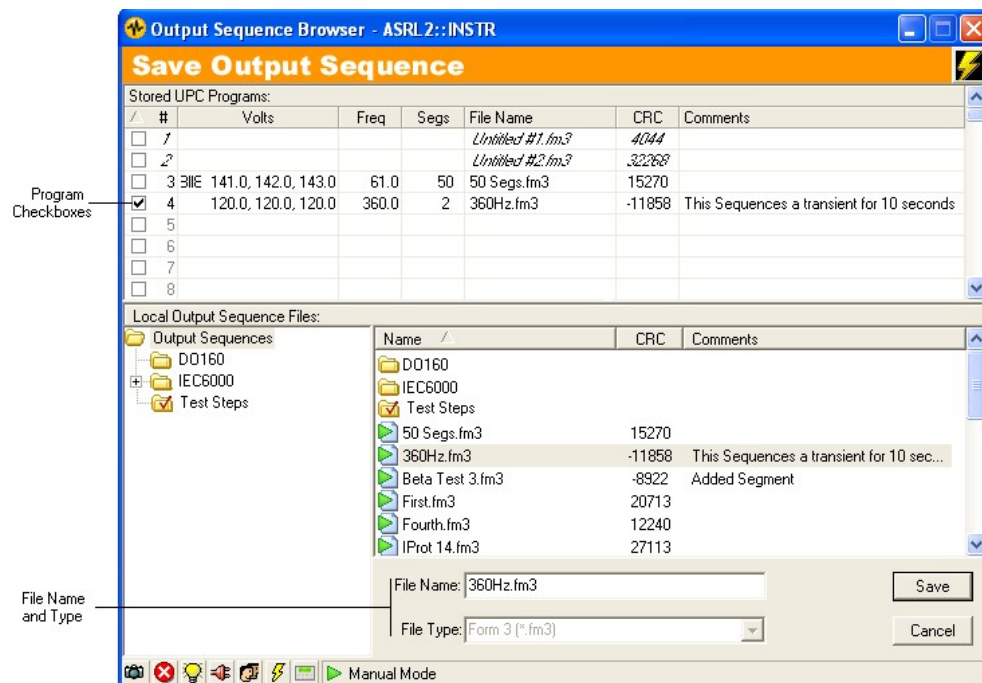 Output Sequence Browser - ASRL2::INSTR
Save Output Sequence
Stored UPC Programs:
# Volts Freq Segs File Name CRC Comments
1 Untitled #1.fm3 4044
2 Untitled #2.fm3 32268
3 141.0, 142.0, 143.0 61.0 50 50 Segs.fm3 15270
4 120.0, 120.0, 120.0 360.0 2 360Hz.fm3 -11858 This Sequences a transient for 10 seconds
5
6
7
8
Program
Checkboxes
Local Output Sequence Files:
Output Sequences
DO160
IEC6000
Test Steps
Name CRC Comments
DO160
IEC6000
Test Steps
50 Segs.fm3 15270
360Hz.fm3 -11858 This Sequences a transient for 10 sec...
Beta Test 3.fm3 -8922 Added Segment
First.fm3 20713
Fourth.fm3 12240
IProt 14.fm3 27113
File Name
and Type
File Name: 360Hz.fm3
Save
File Type: Form 3 (*.fm3)
Cancel
Manual Mode